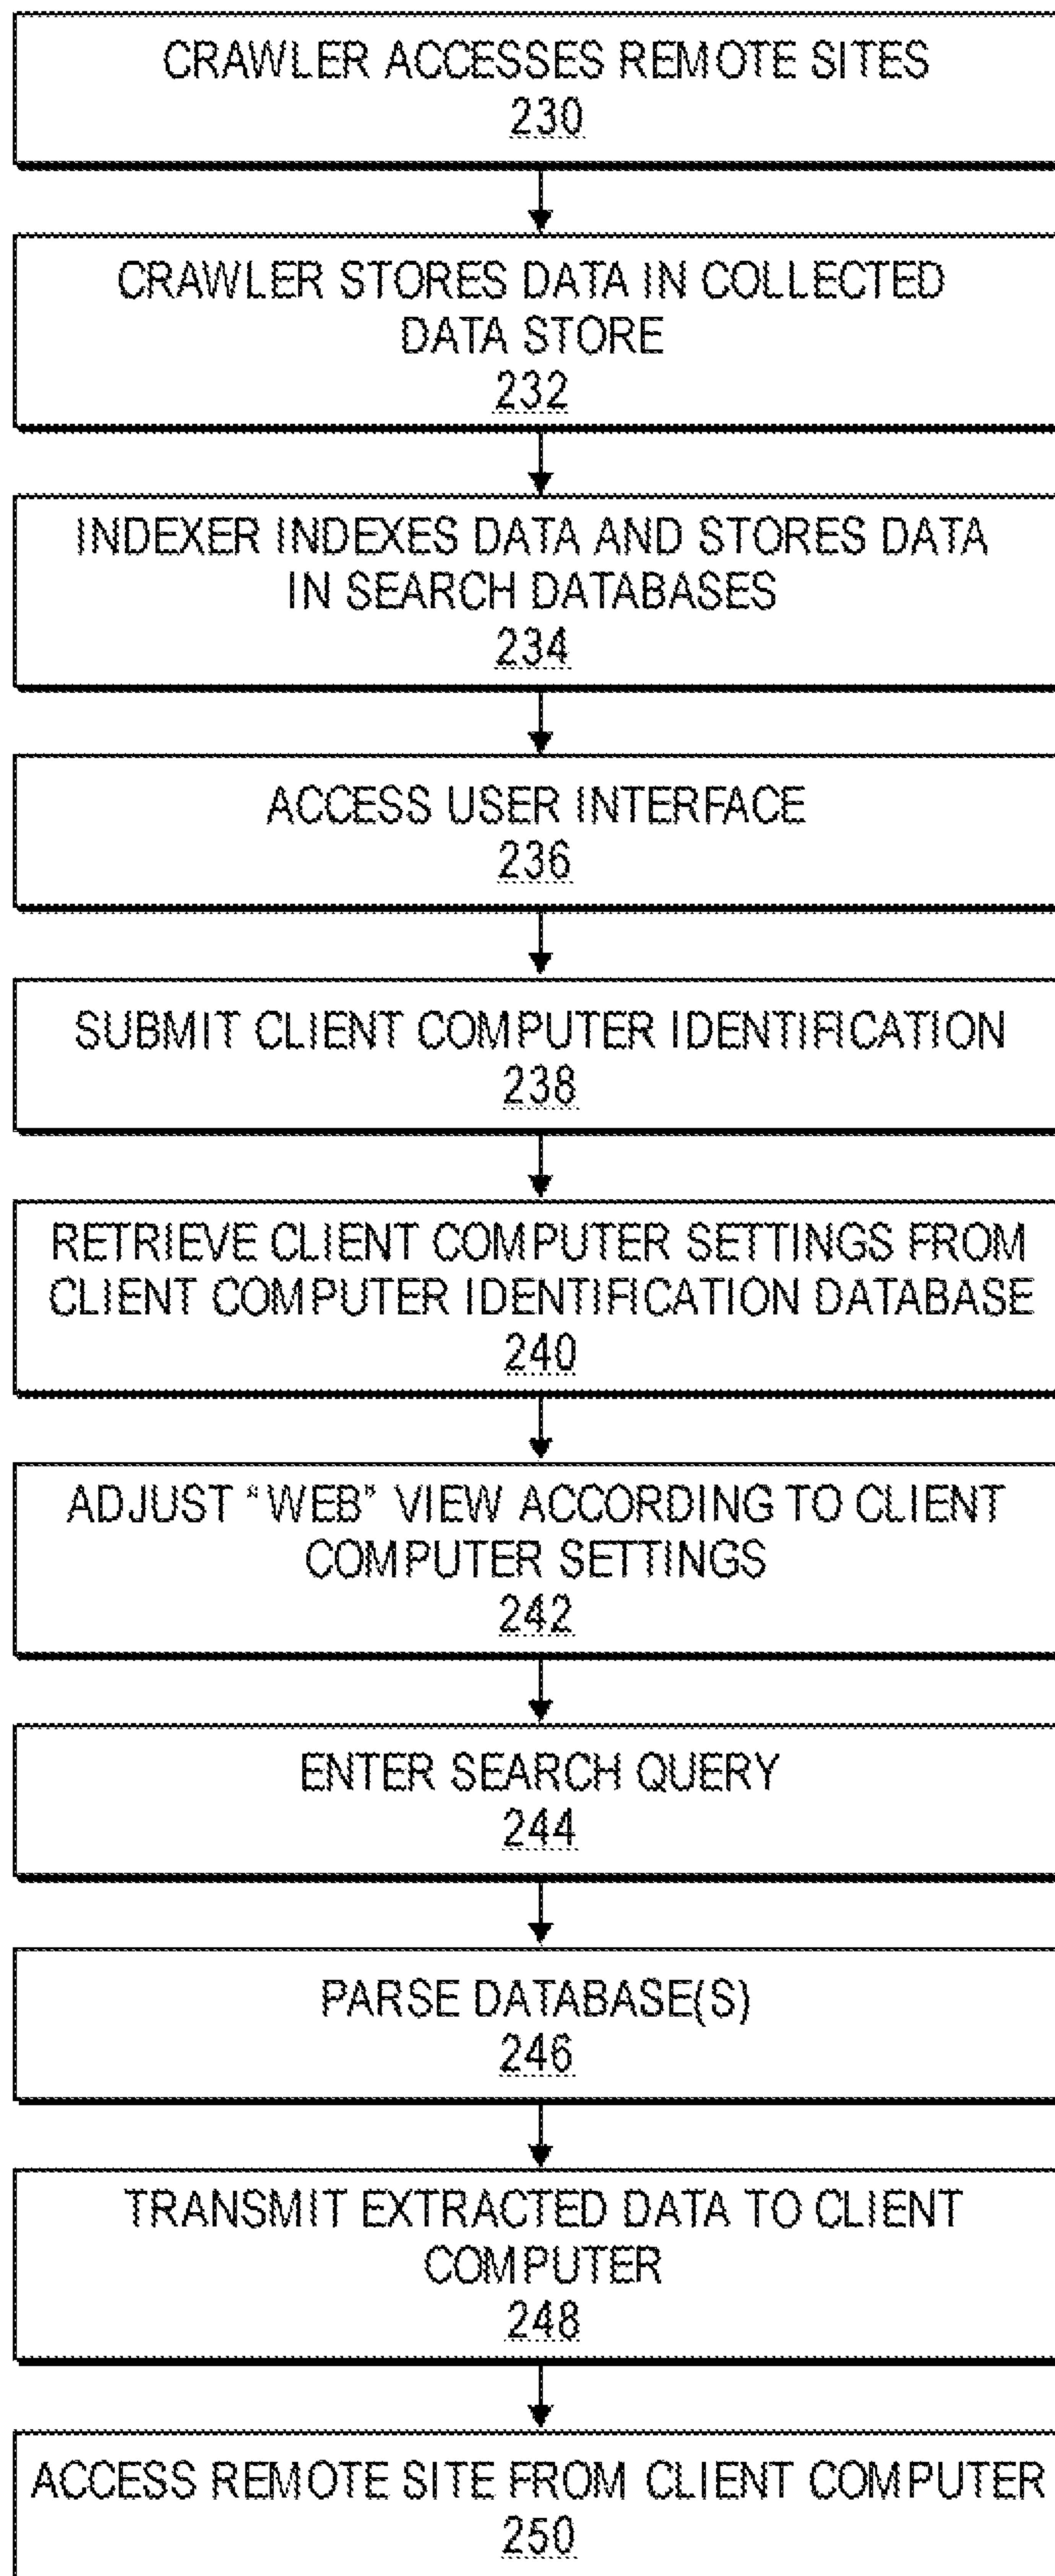 CRAWLER ACCESSES REMOTE SITES
230
CRAWLER STORES DATA IN COLLECTED
DATA STORE
232
INDEXER INDEXES DATA AND STORES DATA
IN SEARCH DATABASES
234
ACCESS USER INTERFACE
236
SUBMIT CLIENT COMPUTER IDENTIFICATION
238
RETRIEVE CLIENT COMPUTER SETTINGS FROM
CLIENT COMPUTER IDENTIFICATION DATABASE
240
ADJUST “WEB” VIEW ACCORDING TO CLIENT
COMPUTER SETTINGS
242
ENTER SEARCH QUERY
244
PARSE DATABASE(S)
246
TRANSMIT EXTRACTED DATA TO CLIENT
COMPUTER
248
ACCESS REMOTE SITE FROM CLIENT COMPUTER
250